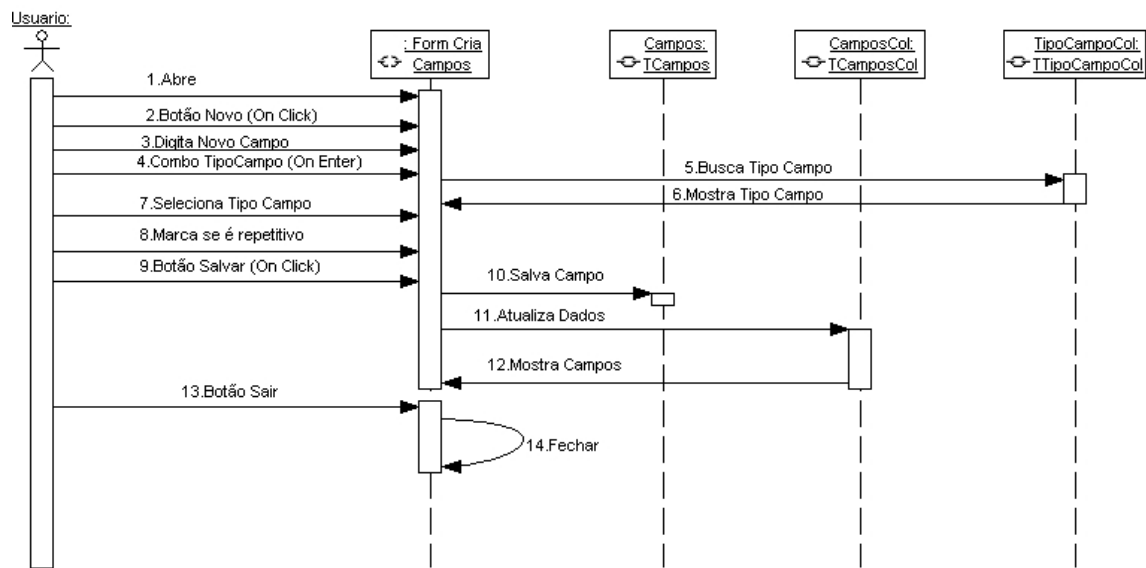 Usuario:
: Form Cria
Campos
Campos:
TCampos
CamposCol:
TCamposCol
TipoCampoCol:
TTipoCampoCol
1.Abre
2.Botão Novo (On Click)
3.Digita Novo Campo
4.Combo TipoCampo (On Enter)
5.Busca Tipo Campo
6.Mostra Tipo Campo
7.Seleciona Tipo Campo
8.Marca se é repetitivo
9.Botão Salvar (On Click)
10.Salva Campo
11.Atualiza Dados
12.Mostra Campos
13.Botão Sair
14.Fechar